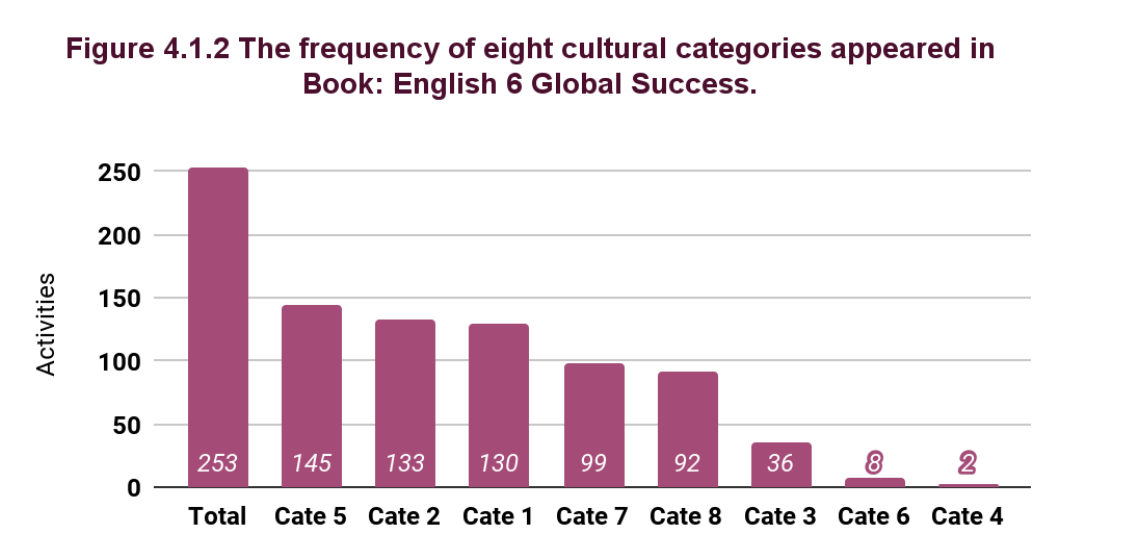 Figure 4.1.2 The frequency of eight cultural categories appeared in
Book: English 6 Global Success.
250
200
150
100
50
0
Activities
253 145 133 130 99 92 36 8 2
Total Cate 5 Cate 2 Cate 1 Cate 7 Cate 8 Cate 3 Cate 6 Cate 4